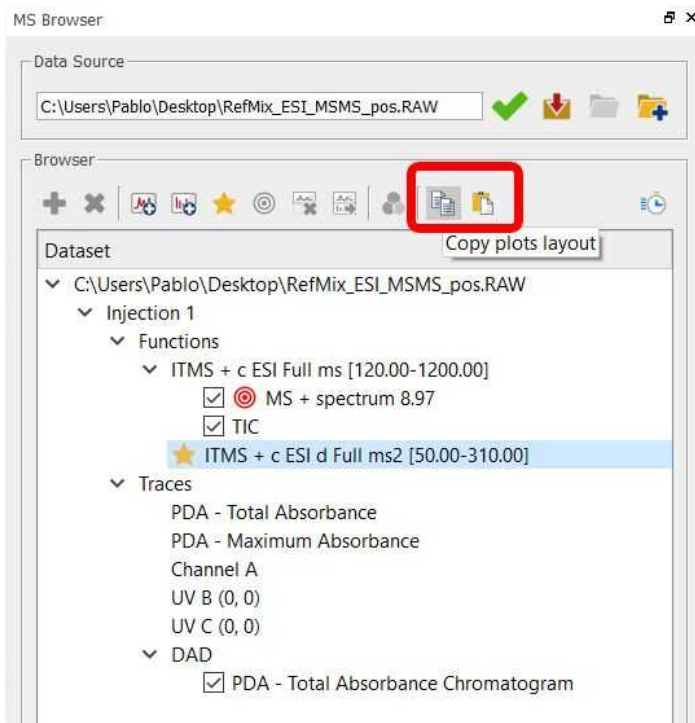 MS Browser
Data Source
C:\Users\Pablo\Desktop\RefMix_ESI_MSMS_pos.RAW
Browser
Copy plots layout
Dataset
C:\Users\Pablo\Desktop\RefMix_ESI_MSMS_pos.RAW
Injection 1
Functions
ITMS + c ESI Full ms [120.00-1200.00]
MS + spectrum 8.97
TIC
ITMS + c ESI d Full ms2 [50.00-310.00]
Traces
PDA - Total Absorbance
PDA - Maximum Absorbance
Channel A
UV B (0, 0)
UV C (0, 0)
DAD
PDA - Total Absorbance Chromatogram